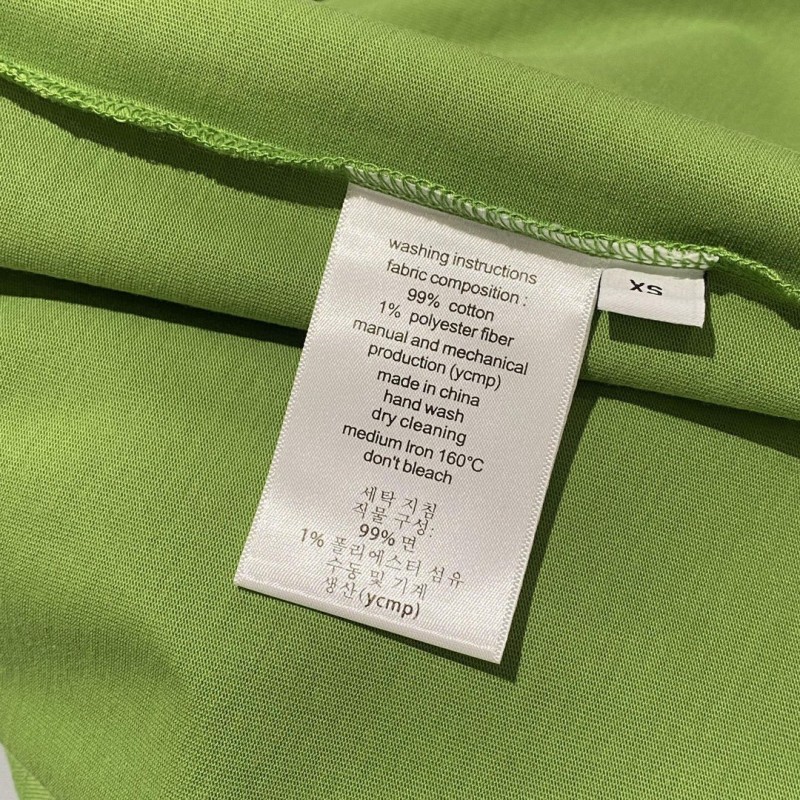 washing instructions
fabric composition :
99% cotton
1% polyester fiber
manual and mechanical
production (ycmp)
made in china
hand wash
dry cleaning
medium Iron 160°C
don't bleach
세탁 지침
직물 구성:
99% 면
1% 폴리에스터 섬유
수동 및 기계
생산(ycmp)
XS